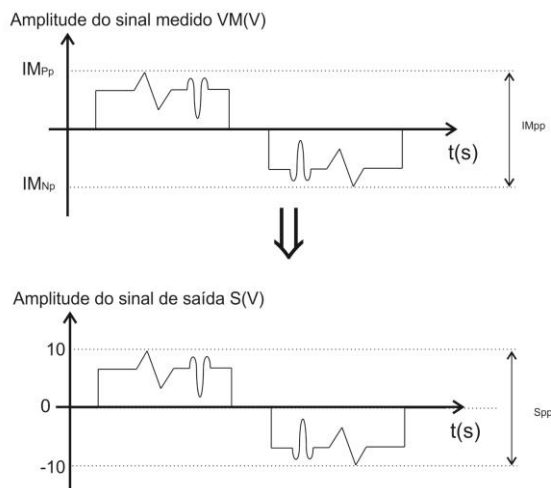 Amplitude do sinal medido VM(V)
IMPp
IMpp
t(s)
IMNp
Amplitude do sinal de saída S(V)
10
0
Spp
t(s)
-10